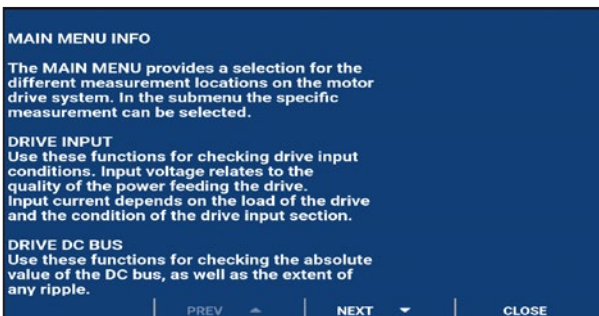 MAIN MENU INFO
The MAIN MENU provides a selection for the
different measurement locations on the motor
drive system. In the submenu the specific
measurement can be selected.
DRIVE INPUT
Use these functions for checking drive input
conditions. Input voltage relates to the
quality of the power feeding the drive.
Input current depends on the load of the drive
and the condition of the drive input section.
DRIVE DC BUS
Use these functions for checking the absolute
value of the DC bus, as well as the extent of
any ripple.
PREV NEXT CLOSE